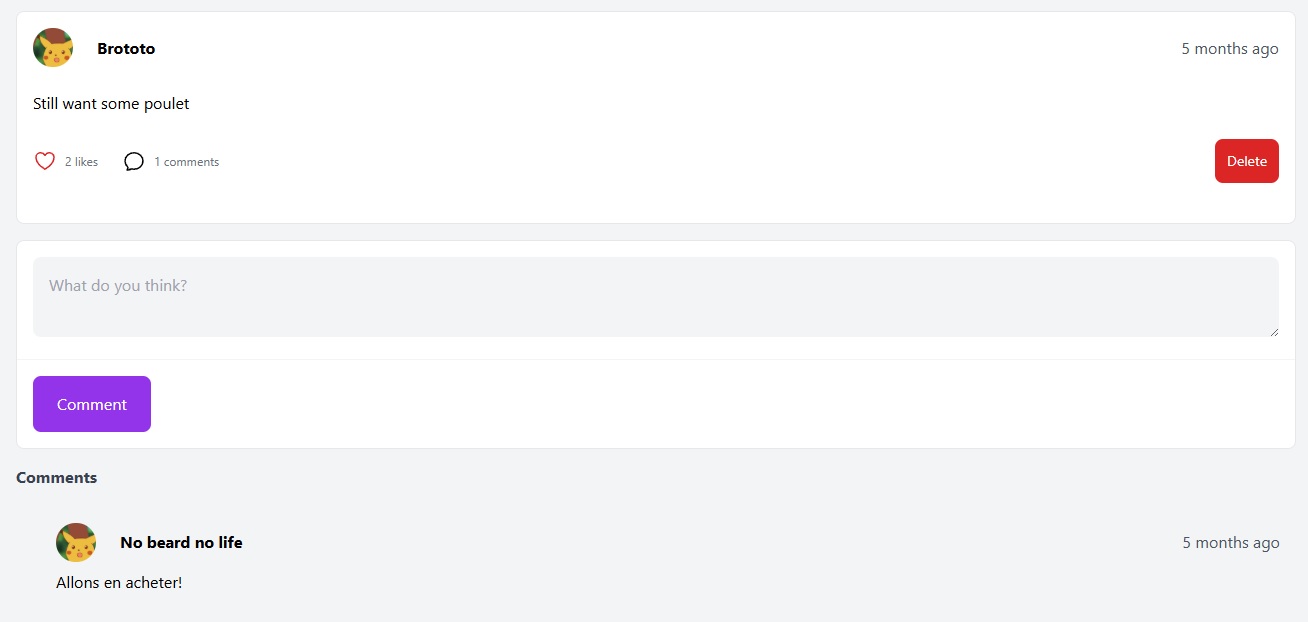 Brototo
5 months ago
Still want some poulet
2 likes
1 comments
Delete
What do you think?
Comment
Comments
No beard no life
5 months ago
Allons en acheter!